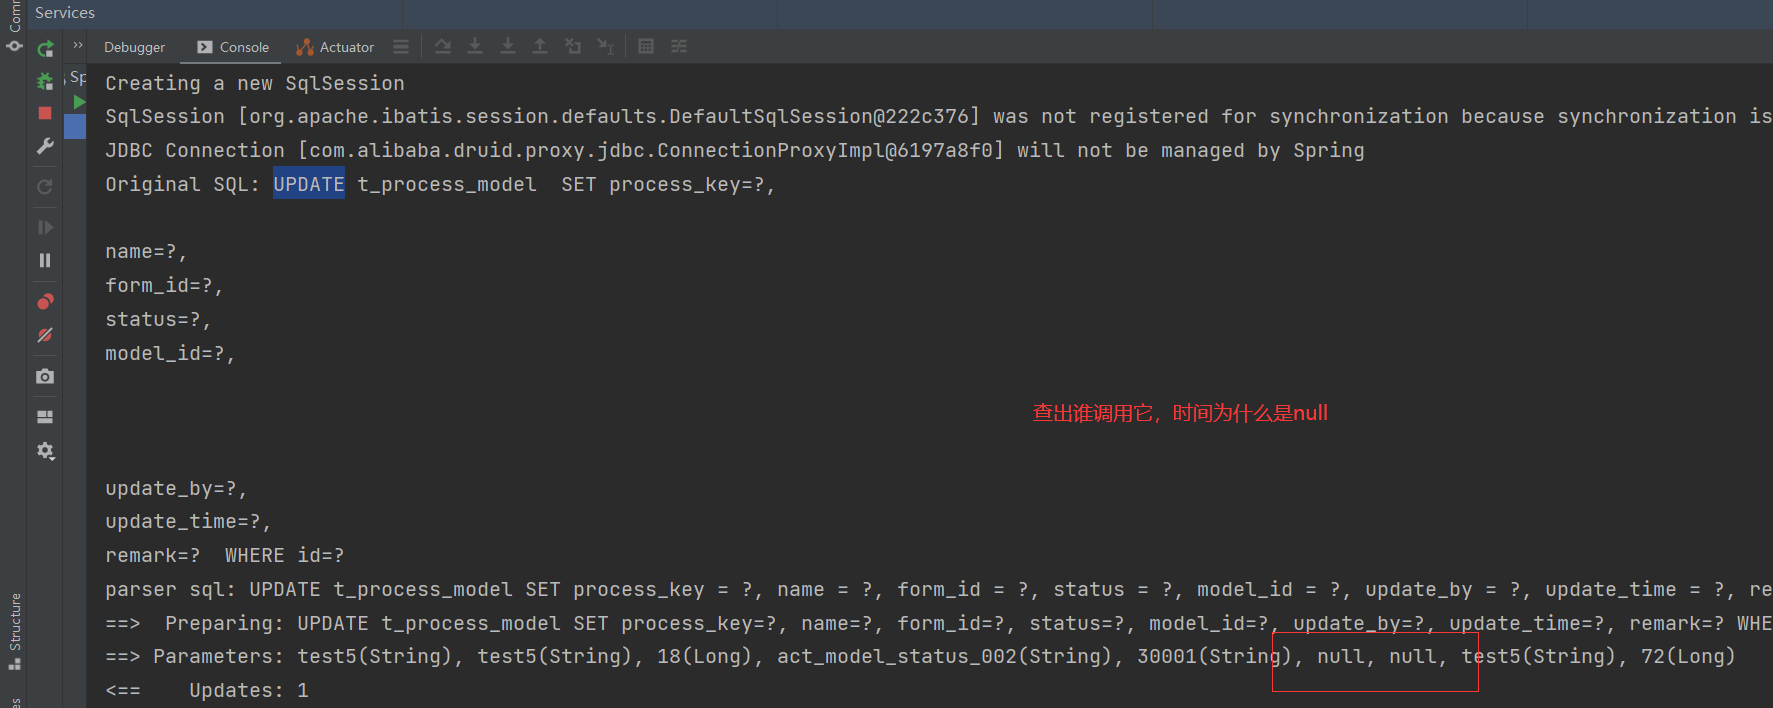 Services
Comm
Debugger
Console
Actuator
Sp
Creating a new SqlSession
SqlSession [org.apache.ibatis.session.defaults.DefaultSqlSession@222c376] was not registered for synchronization because synchronization is
JDBC Connection [com.alibaba.druid.proxy.jdbc.ConnectionProxyImpl@6197a8f0] will not be managed by Spring
Original SQL: UPDATE t_process_model  SET process_key=?,
name=?,
form_id=?,
status=?,
model_id=?,
查出谁调用它，时间为什么是null
update_by=?,
update_time=?,
remark=?  WHERE id=?
parser sql: UPDATE t_process_model SET process_key = ?, name = ?, form_id = ?, status = ?, model_id = ?, update_by = ?, update_time = ?, re
==>  Preparing: UPDATE t_process_model SET process_key=?, name=?, form_id=?, status=?, model_id=?, update_by=?, update_time=?, remark=? WHE
==> Parameters: test5(String), test5(String), 18(Long), act_model_status_002(String), 30001(String), null, null, test5(String), 72(Long)
<==    Updates: 1
Structure
es